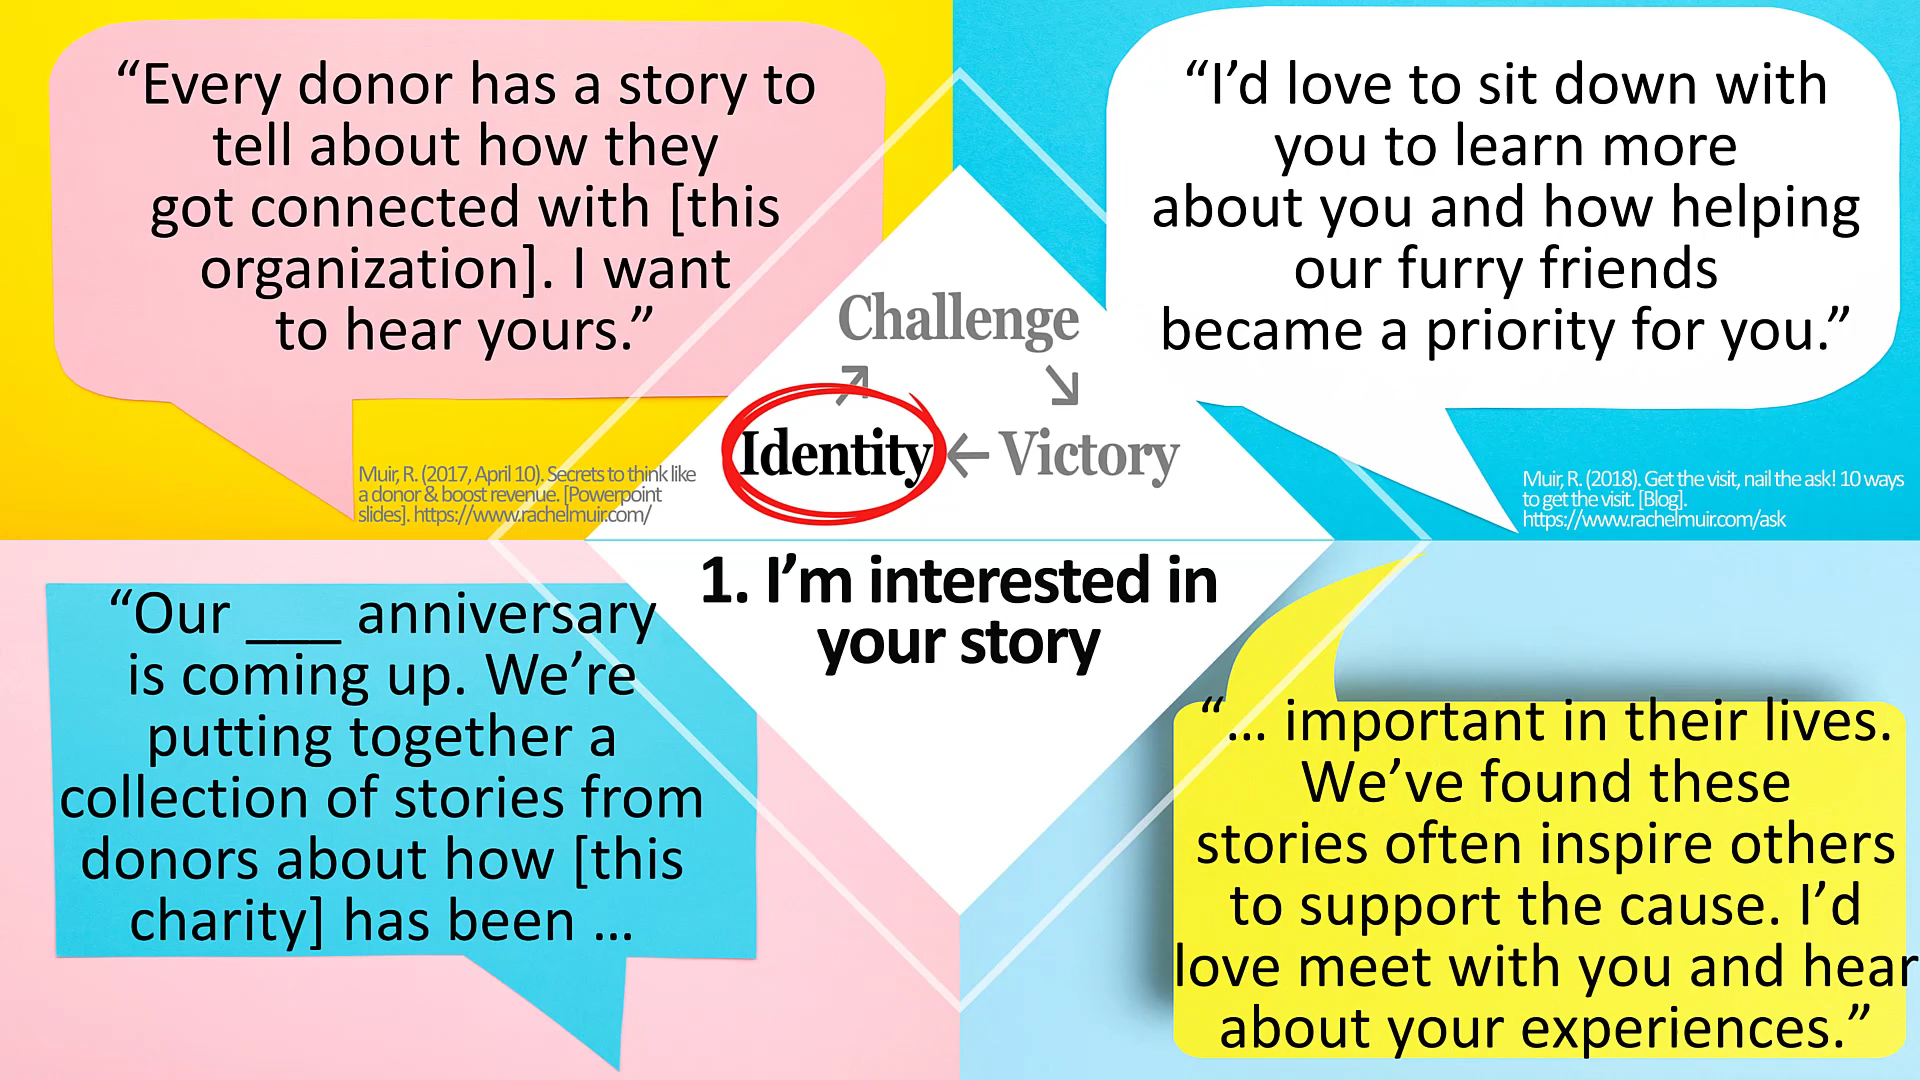 “Every donor has a story to
tell about how they
got connected with [this
organization]. I want
to hear yours.”
Muir, R. (2017, April 10). Secrets to think like
a donor & boost revenue. [Powerpoint
slides]. https://www.rachelmuir.com/
“I’d love to sit down with
you to learn more
about you and how helping
our furry friends
became a priority for you.”
Muir, R. (2018). Get the visit, nail the ask! 10 ways
to get the visit. [Blog].
https://www.rachelmuir.com/ask
Challenge
↗ ↘
Identity ← Victory
1. I’m interested in
your story
“Our ___ anniversary
is coming up. We’re
putting together a
collection of stories from
donors about how [this
charity] has been ...
“... important in their lives.
We’ve found these
stories often inspire others
to support the cause. I’d
love meet with you and hear
about your experiences.”